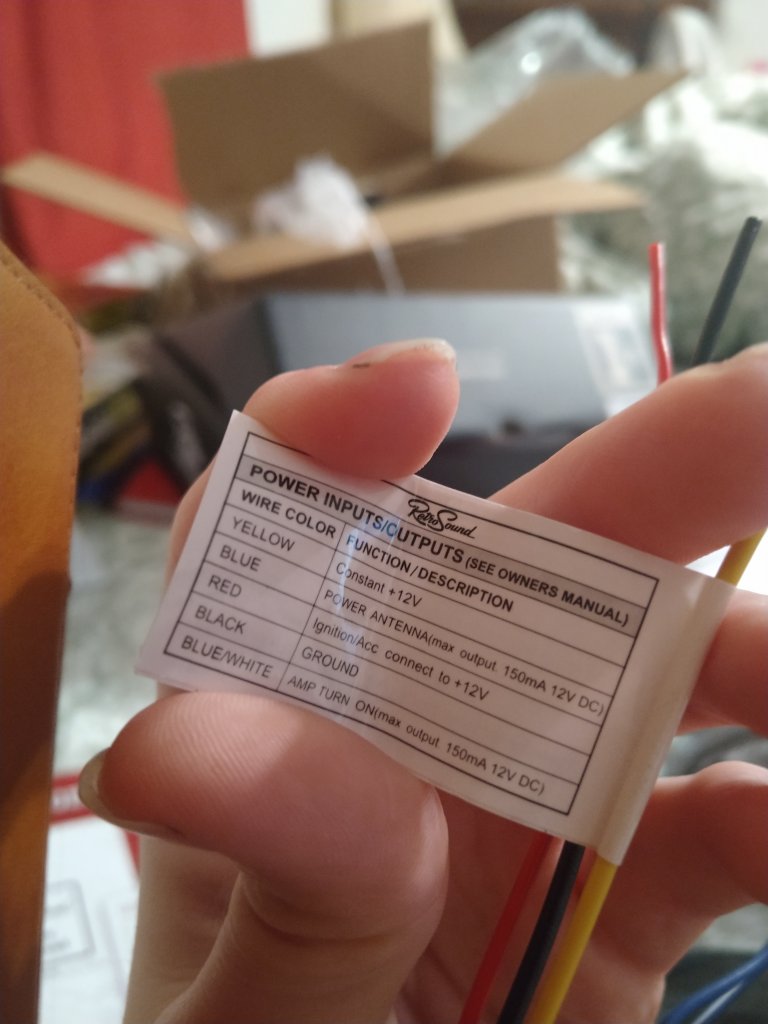 RetroSound
POWER INPUTS/OUTPUTS (SEE OWNERS MANUAL)
WIRE COLOR FUNCTION/DESCRIPTION
YELLOW Constant +12V
BLUE POWER ANTENNA(max output 150mA 12V DC)
RED Ignition/Acc connect to +12V
BLACK GROUND
BLUE/WHITE AMP TURN ON(max output 150mA 12V DC)